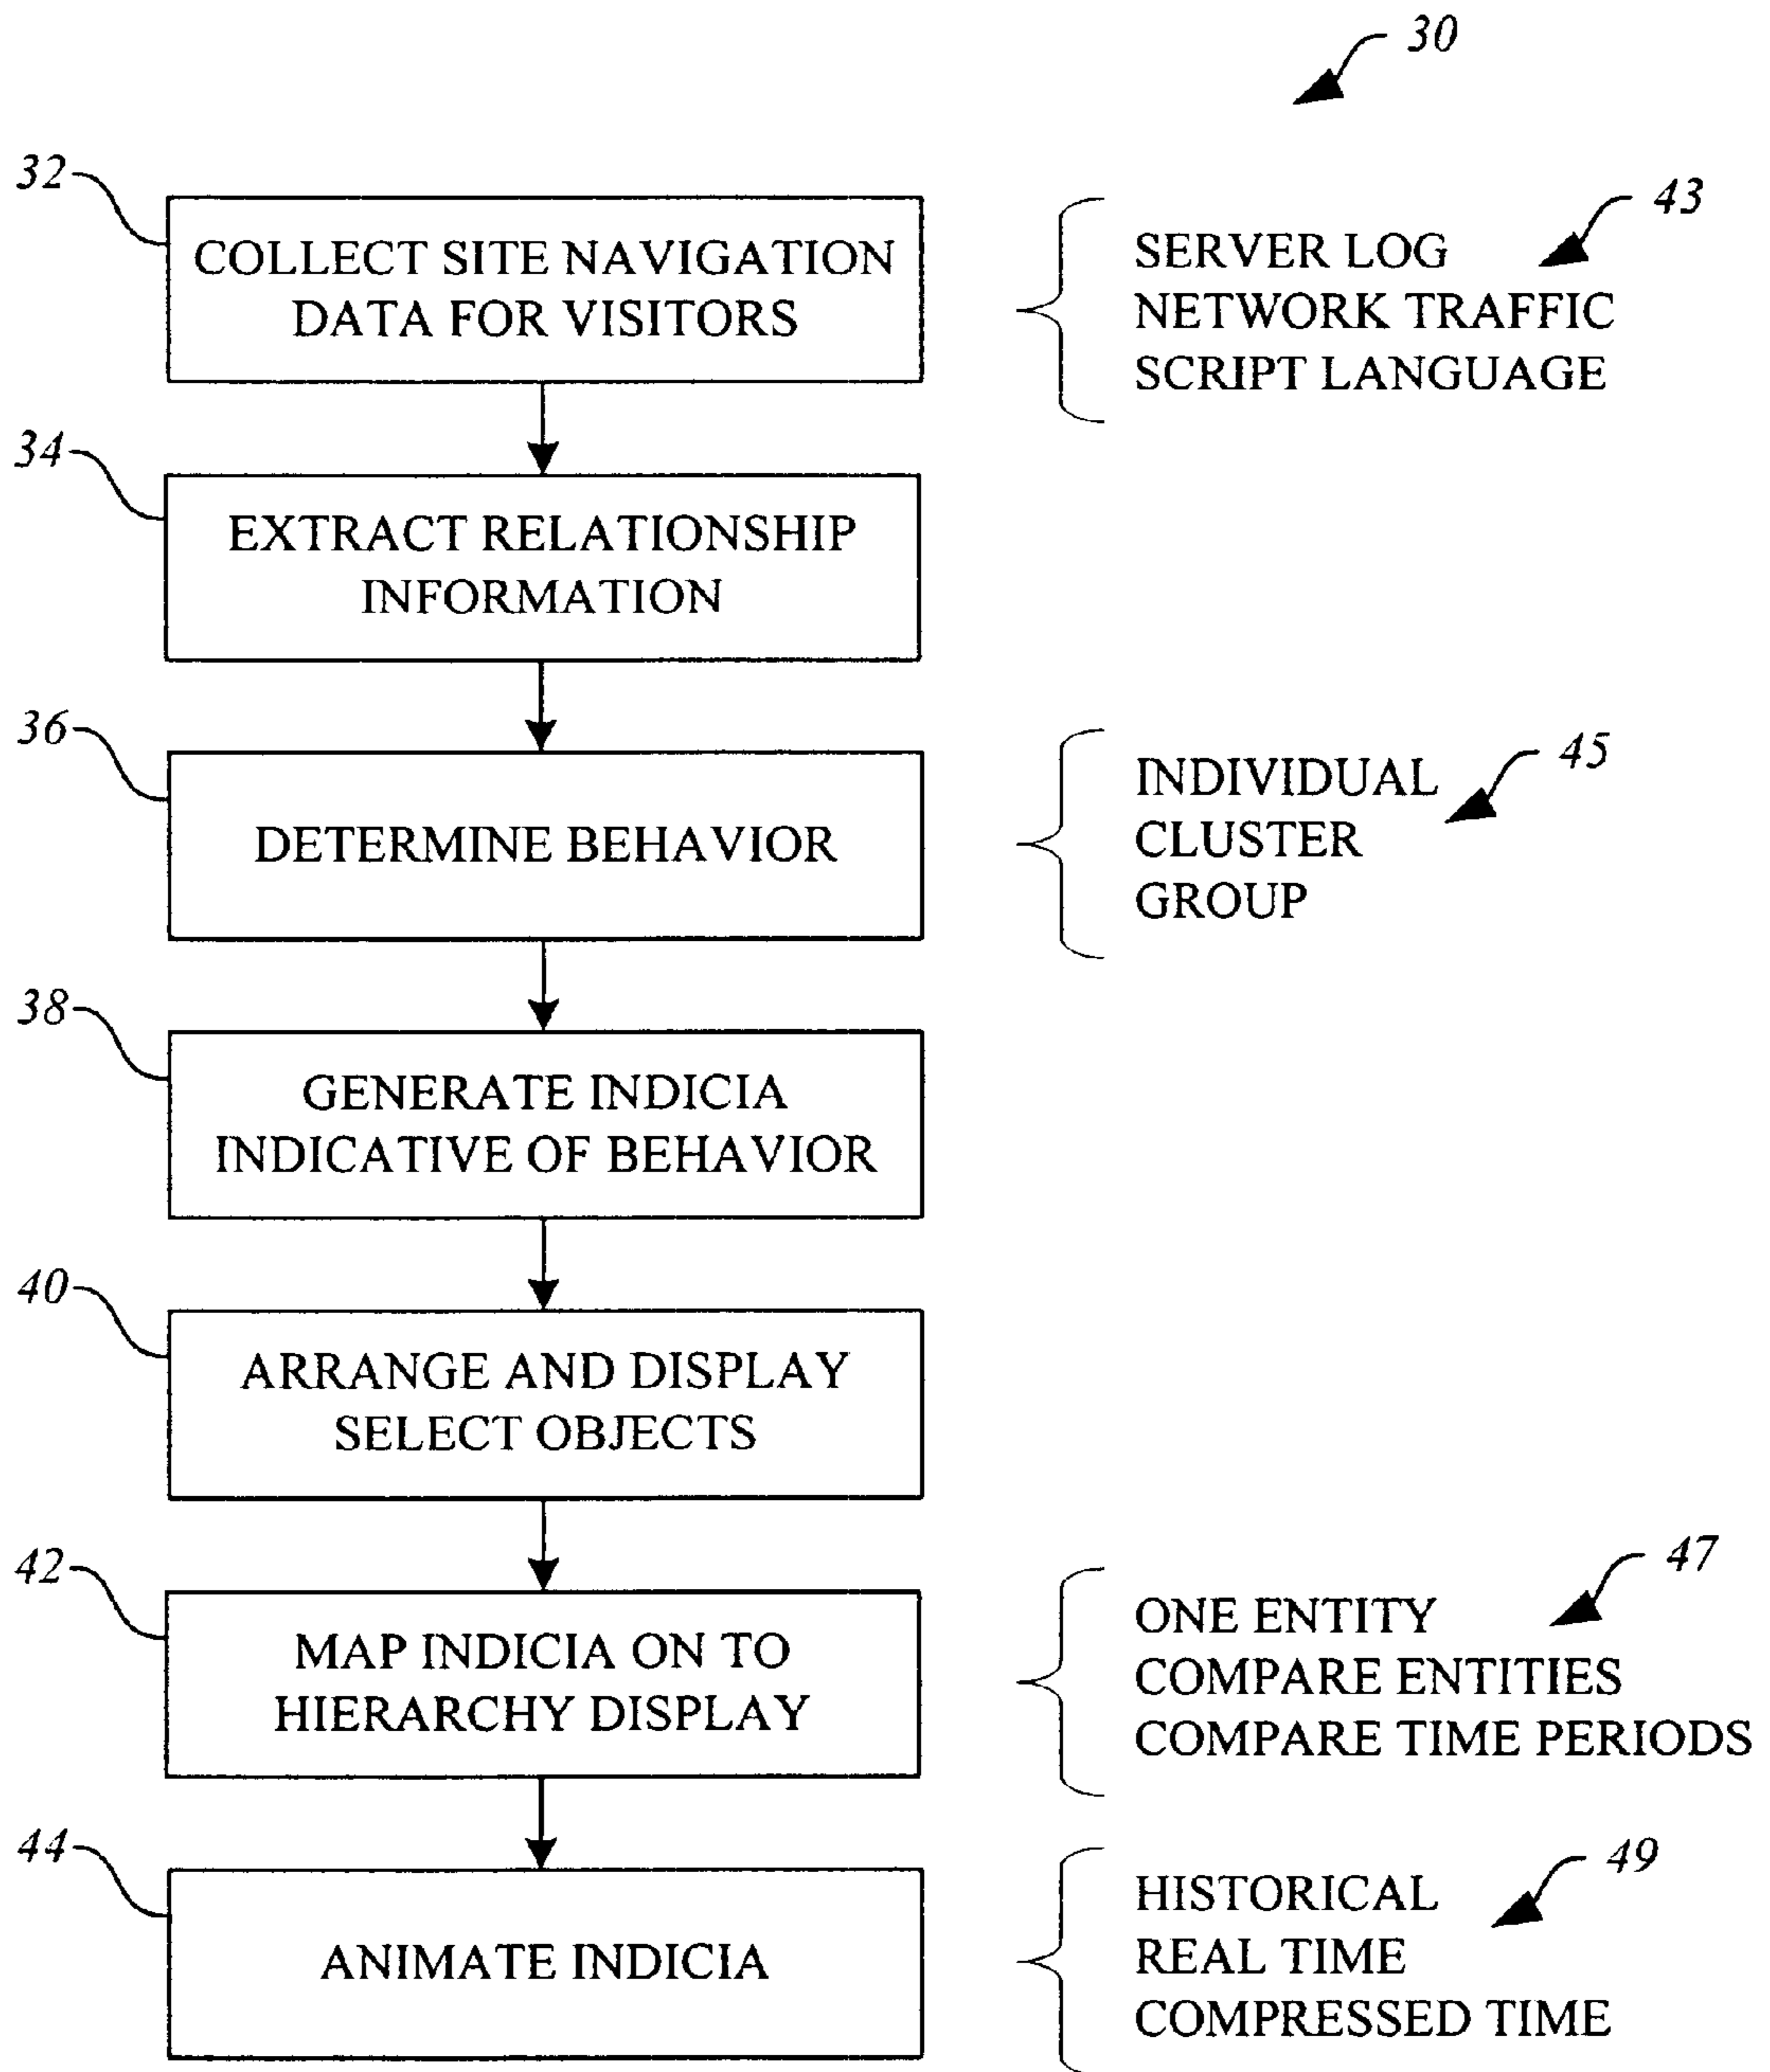 30
32
COLLECT SITE NAVIGATION
DATA FOR VISITORS
43
SERVER LOG
NETWORK TRAFFIC
SCRIPT LANGUAGE
34
EXTRACT RELATIONSHIP
INFORMATION
36
DETERMINE BEHAVIOR
45
INDIVIDUAL
CLUSTER
GROUP
38
GENERATE INDICIA
INDICATIVE OF BEHAVIOR
40
ARRANGE AND DISPLAY
SELECT OBJECTS
42
MAP INDICIA ON TO
HIERARCHY DISPLAY
47
ONE ENTITY
COMPARE ENTITIES
COMPARE TIME PERIODS
44
ANIMATE INDICIA
49
HISTORICAL
REAL TIME
COMPRESSED TIME